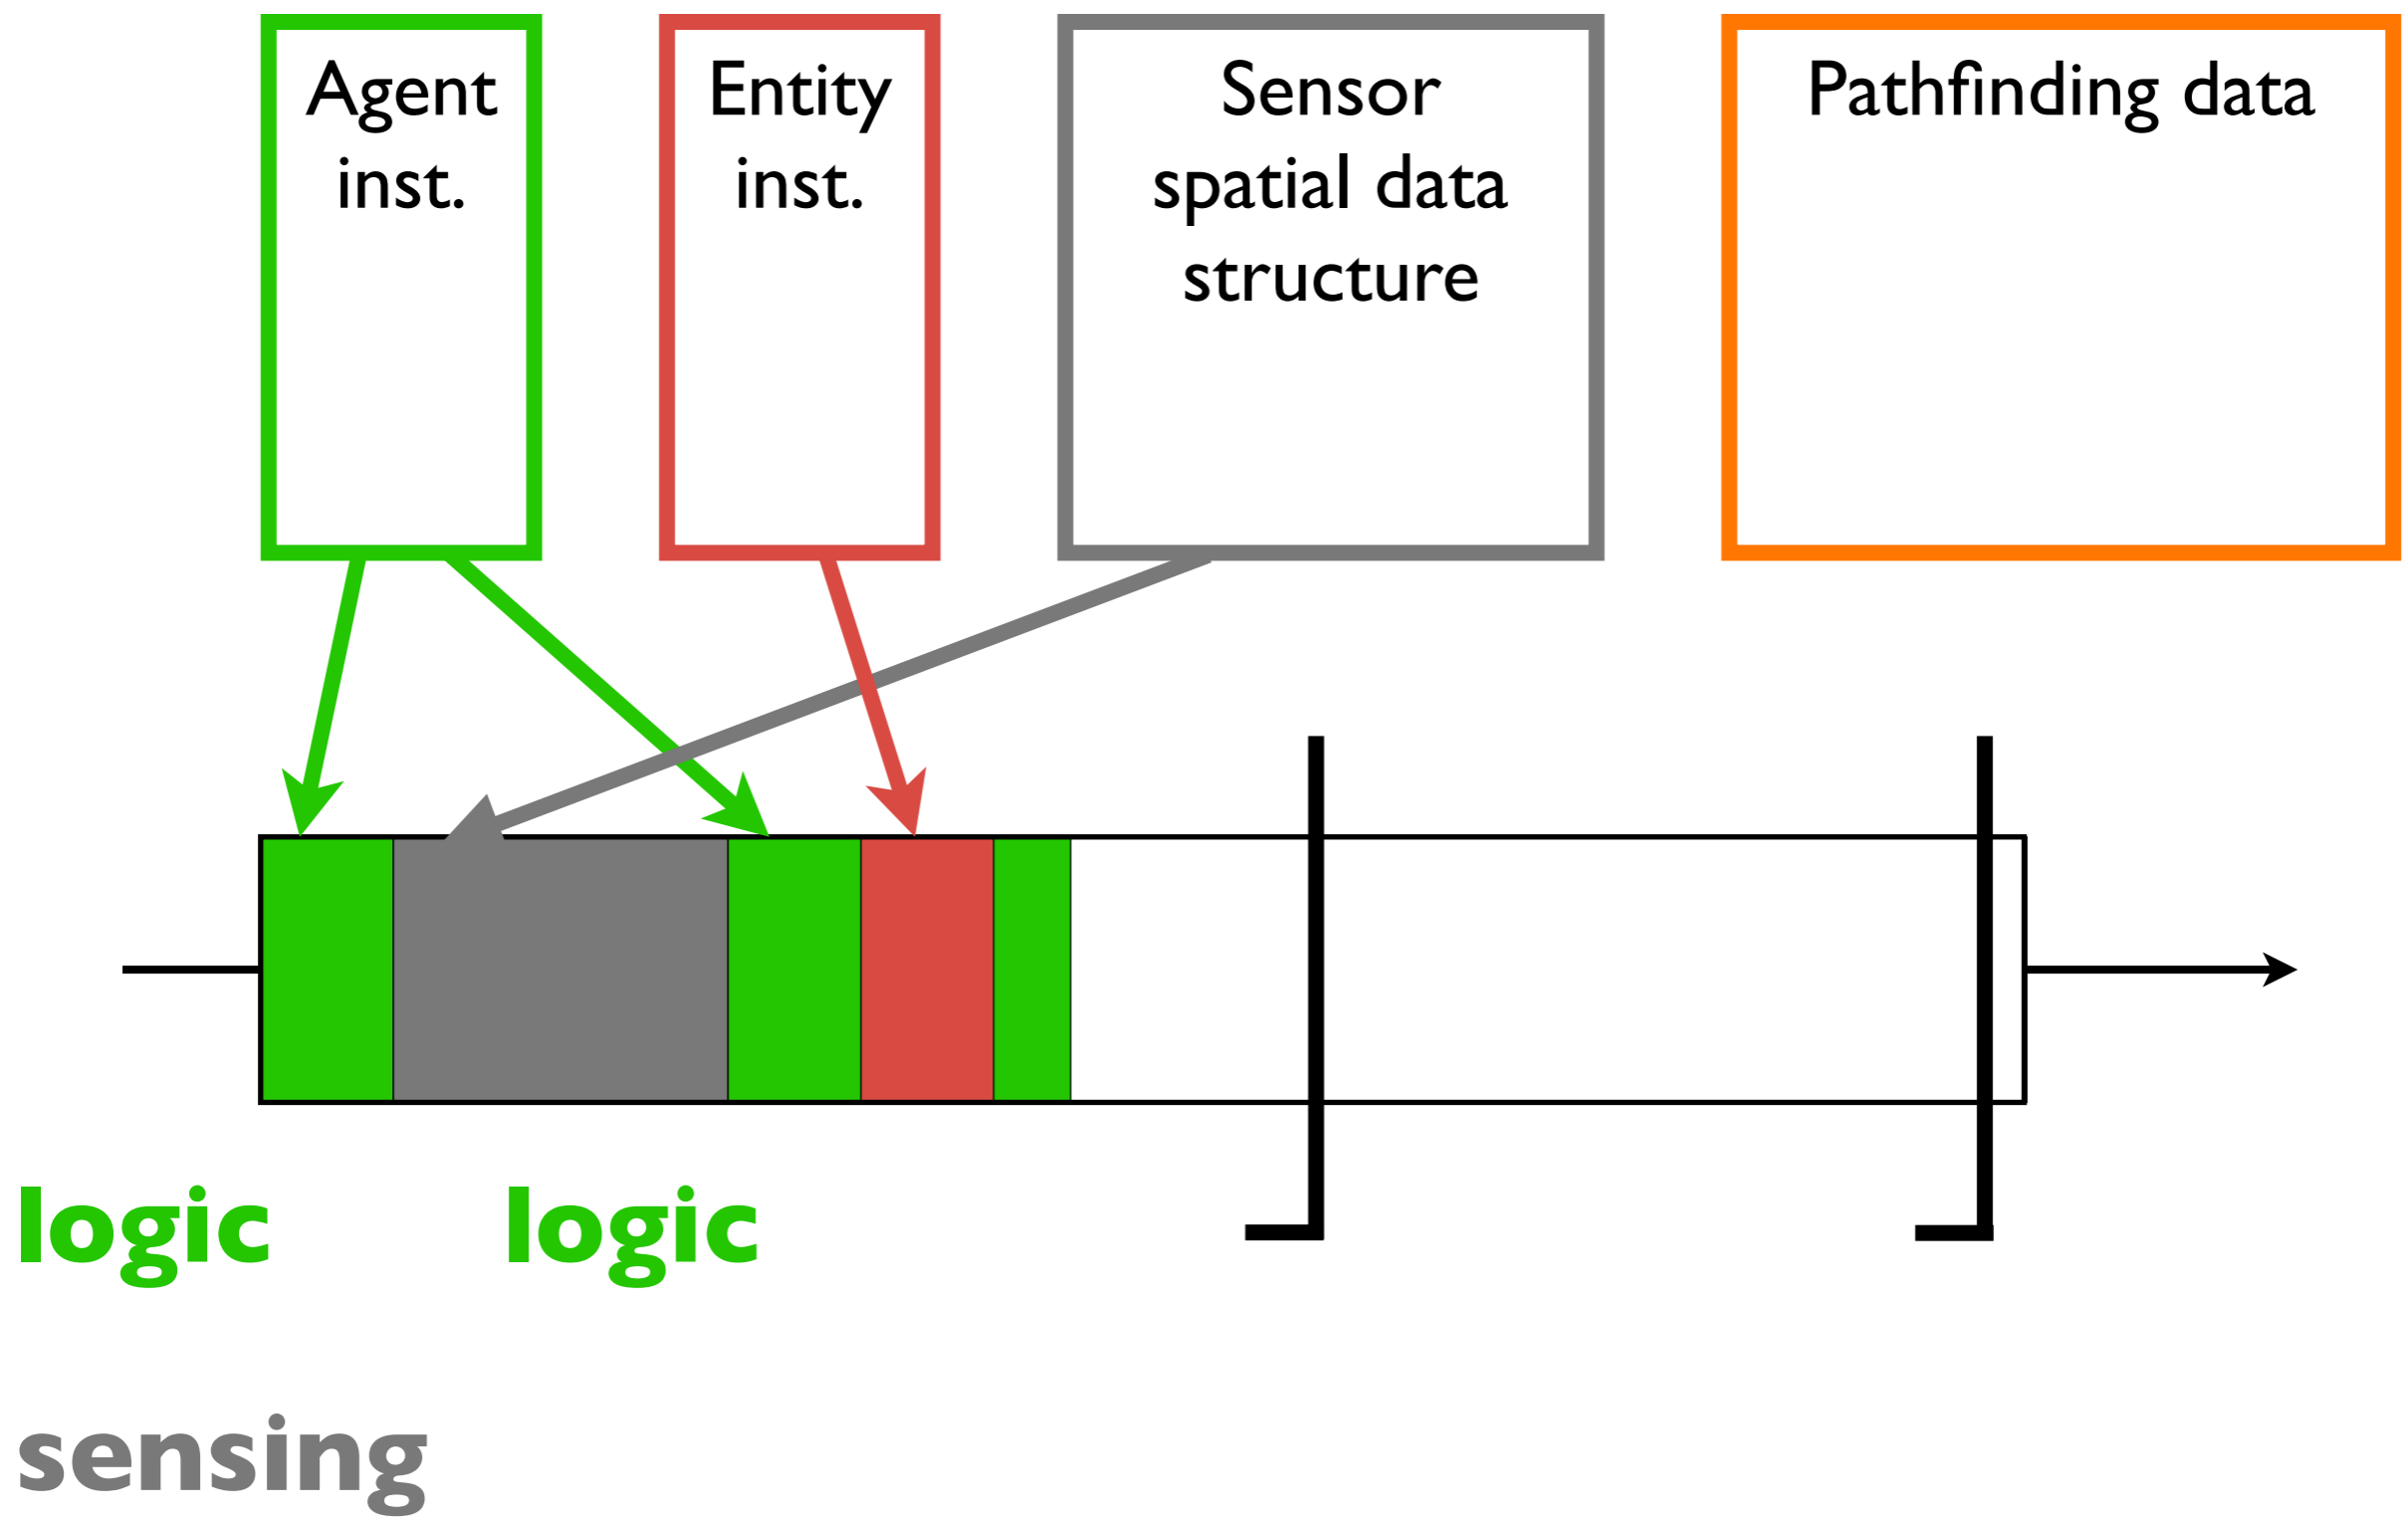 Agent
inst.
Entity
inst.
Sensor
spatial data
structure
Pathfinding data
logic
logic
sensing